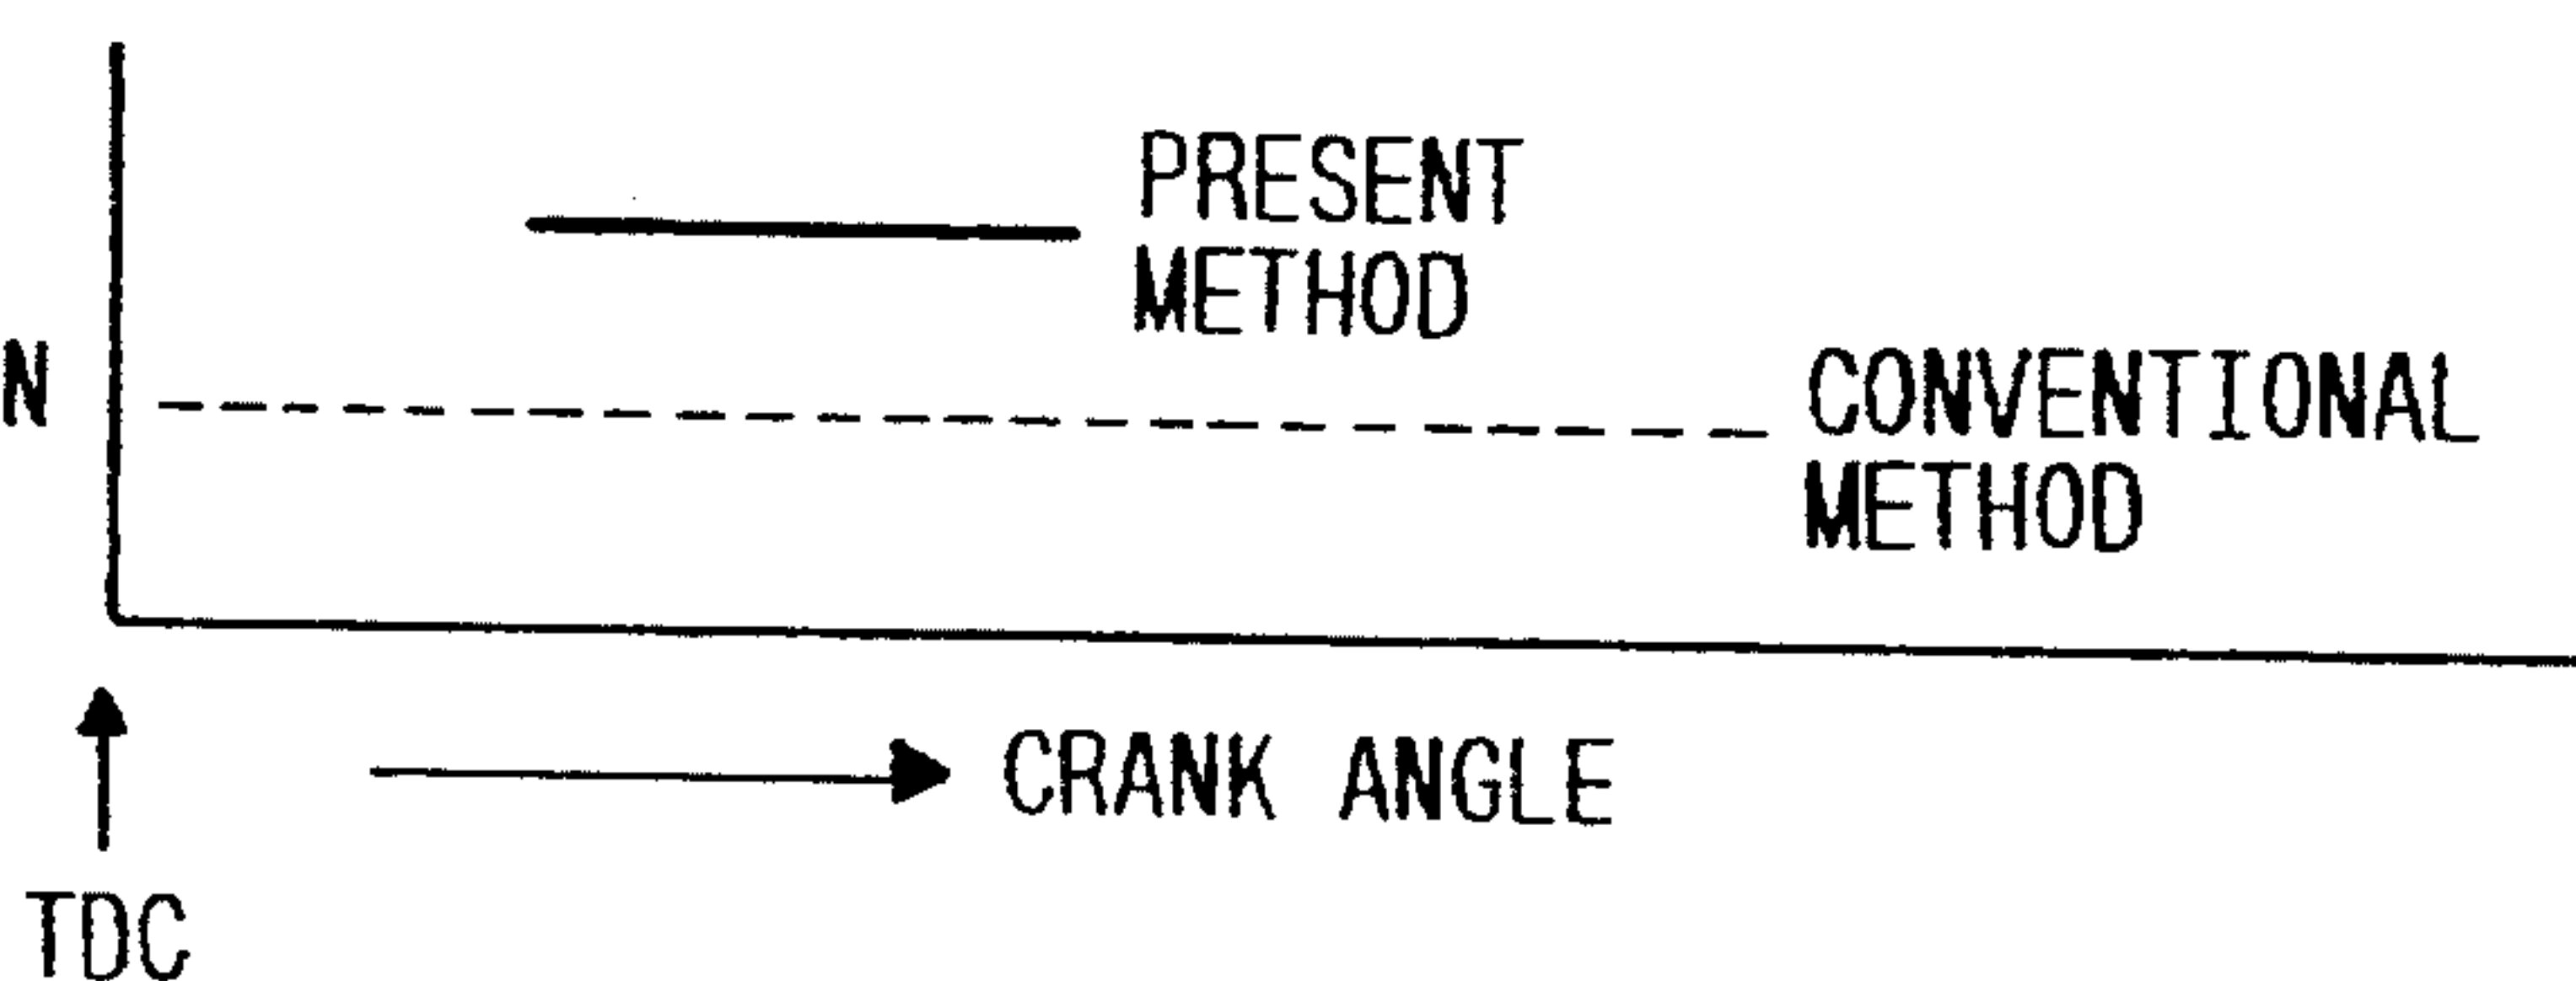 PRESENT
METHOD
N
CONVENTIONAL
METHOD
CRANK ANGLE
TDC